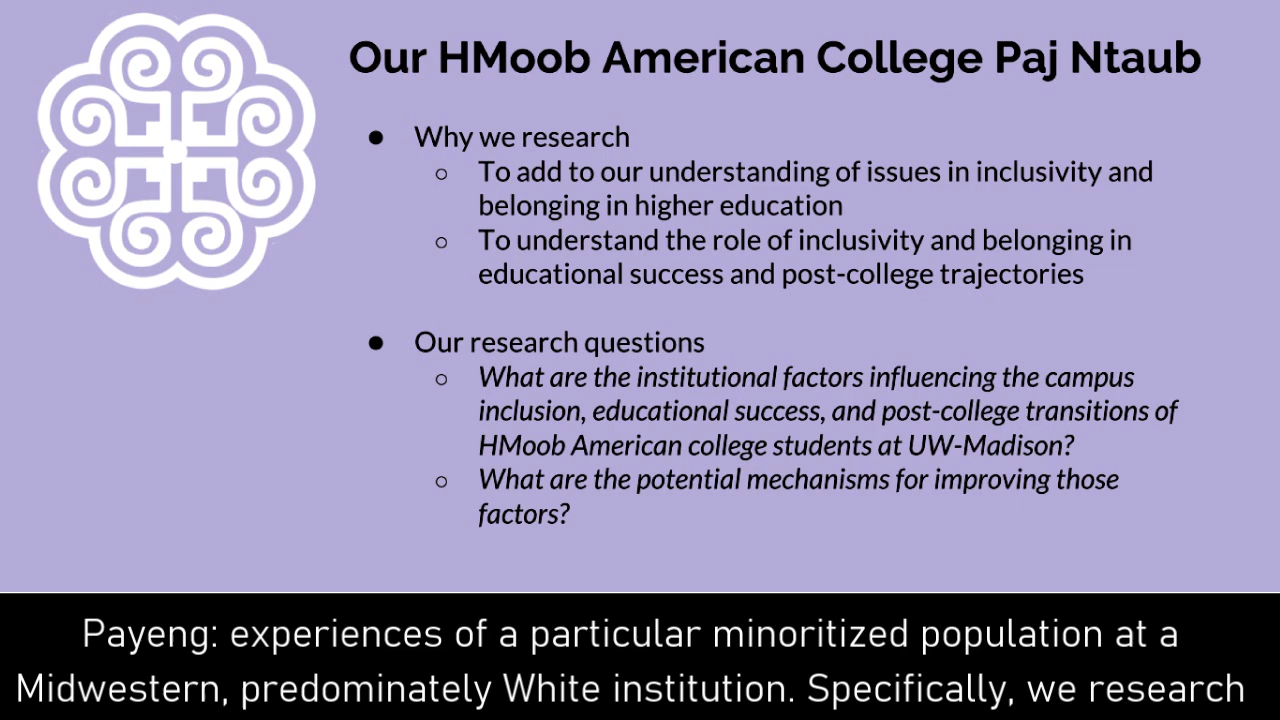 Our HMoob American College Paj Ntaub
● Why we research
○ To add to our understanding of issues in inclusivity and
belonging in higher education
○ To understand the role of inclusivity and belonging in
educational success and post-college trajectories
● Our research questions
○ What are the institutional factors influencing the campus
inclusion, educational success, and post-college transitions of
HMoob American college students at UW-Madison?
○ What are the potential mechanisms for improving those
factors?
Payeng: experiences of a particular minoritized population at a
Midwestern, predominately White institution. Specifically, we research